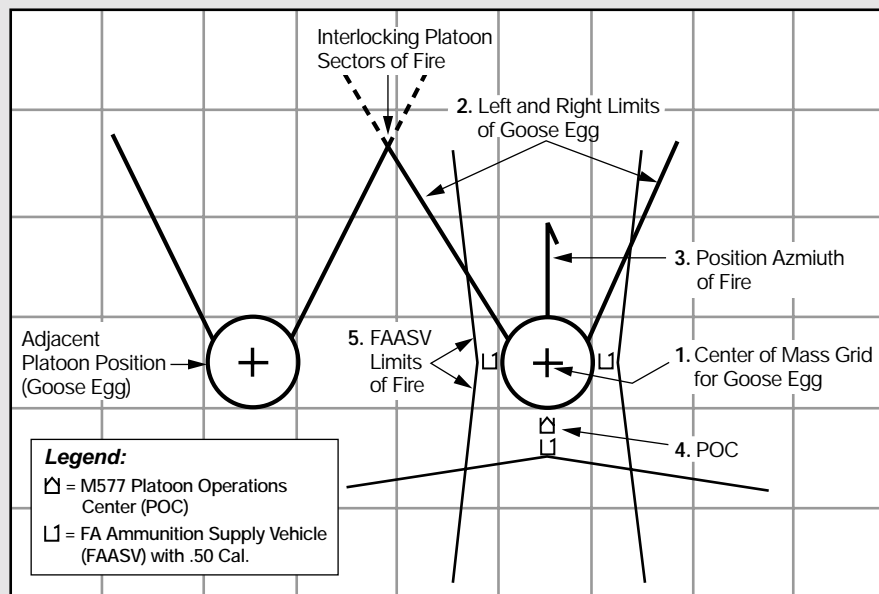 Interlocking Platoon
Sectors of Fire
2. Left and Right Limits
of Goose Egg
3. Position Azmiuth
of Fire
Adjacent
Platoon Position
(Goose Egg)
5. FAASV
Limits
of Fire
1. Center of Mass Grid
for Goose Egg
4. POC
Legend:
= M577 Platoon Operations
Center (POC)
= FA Ammunition Supply Vehicle
(FAASV) with .50 Cal.